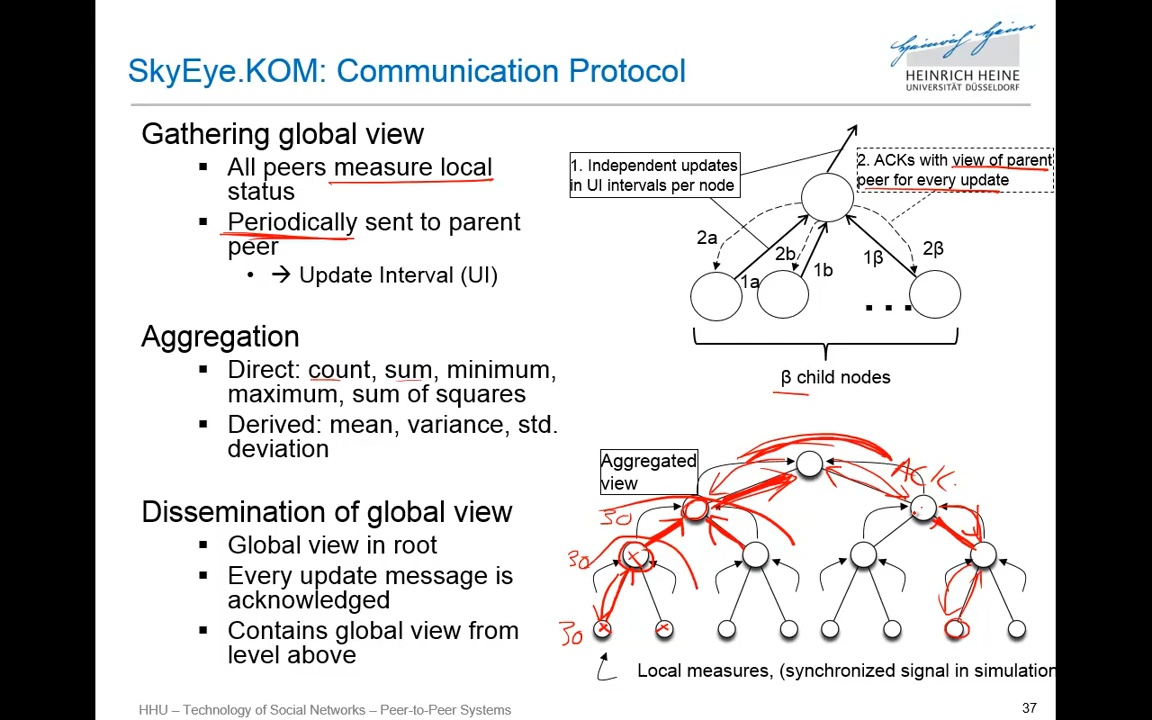 SkyEye.KOM: Communication Protocol
Heinrich Heine
HEINRICH HEINE
UNIVERSITÄT DÜSSELDORF
Gathering global view
▪ All peers measure local
status
▪ Periodically sent to parent
peer
• → Update Interval (UI)
Aggregation
▪ Direct: count, sum, minimum,
maximum, sum of squares
▪ Derived: mean, variance, std.
deviation
Dissemination of global view
▪ Global view in root
▪ Every update message is
acknowledged
▪ Contains global view from
level above
1. Independent updates
in UI intervals per node
2. ACKs with view of parent
peer for every update
2a
2b
1a
1b
1β
2β
...
β child nodes
Aggregated
view
ACK.
30
30
30
Local measures, (synchronized signal in simulation
HHU – Technology of Social Networks – Peer-to-Peer Systems
37